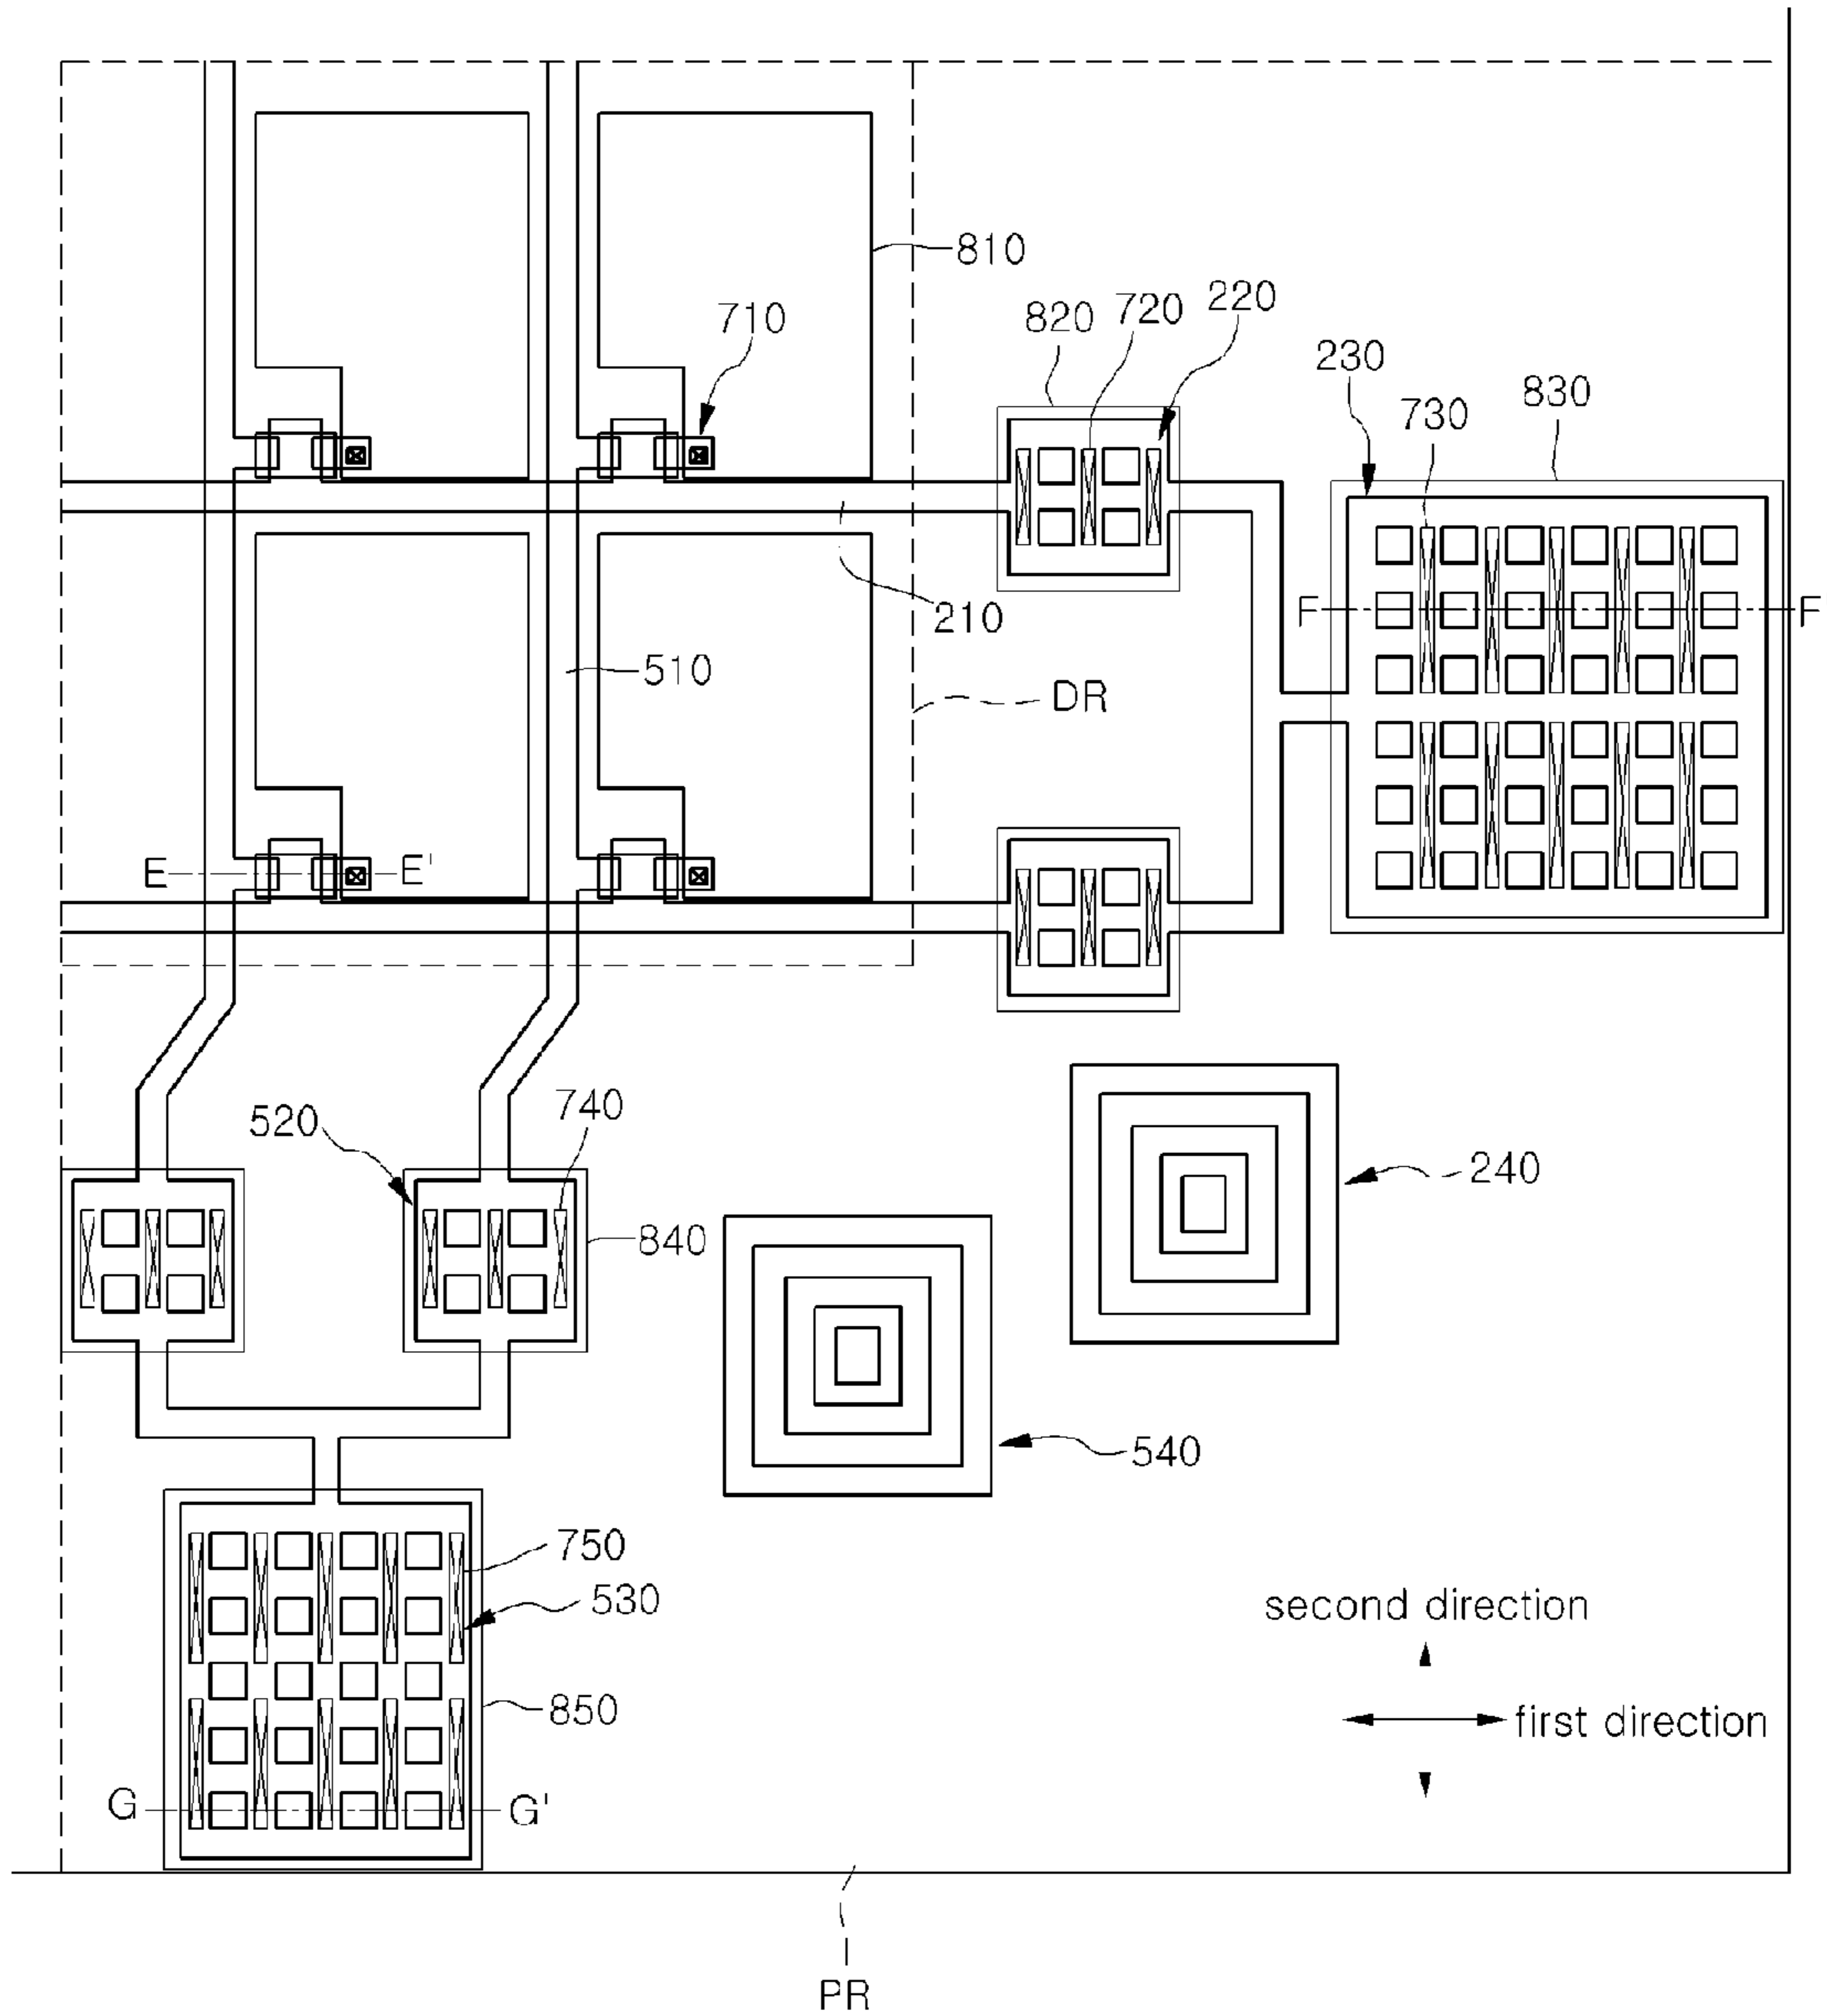 810
710
820
720
220
230
730
830
210
F
F
510
DR
E
E'
520
740
240
840
540
750
530
second direction
850
first direction
G
G'
PR